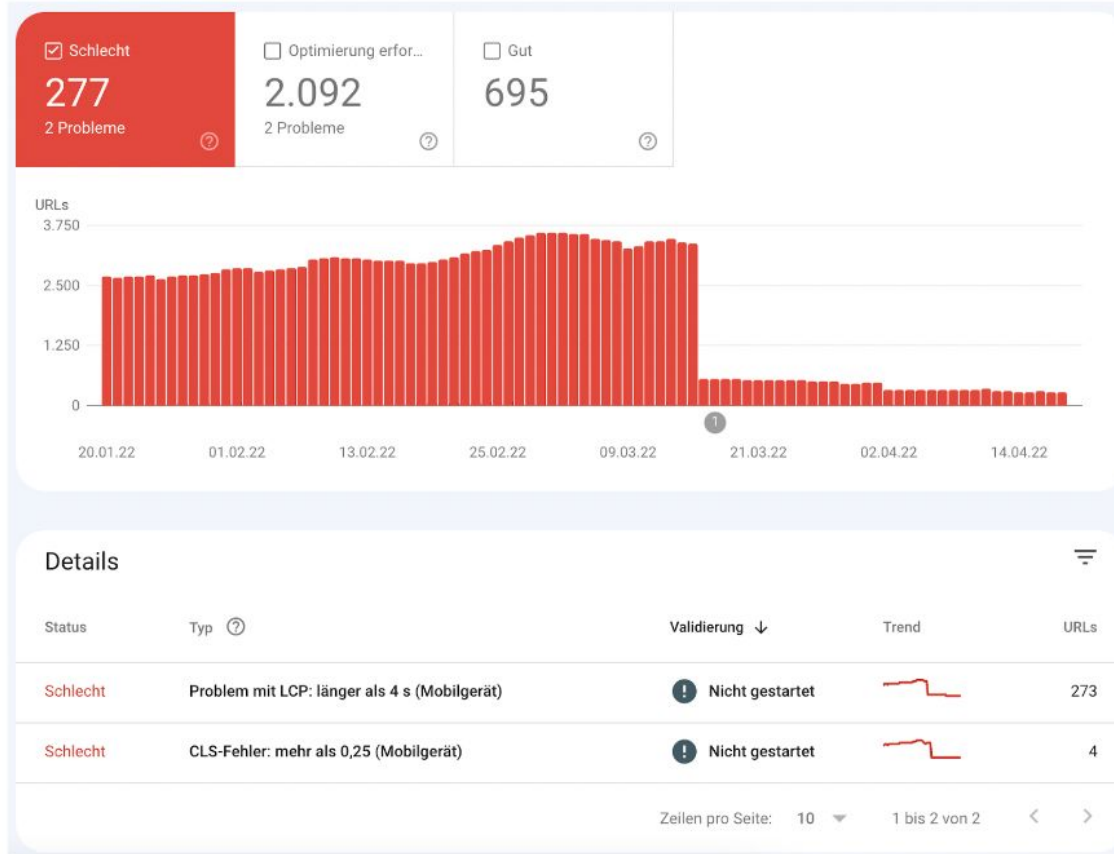 Schlecht
277
2 Probleme
Optimierung erfor...
2.092
2 Probleme
Gut
695
URLs
3.750
2.500
1.250
0
1
20.01.22 01.02.22 13.02.22 25.02.22 09.03.22 21.03.22 02.04.22 14.04.22
Details
Status Typ Validierung Trend URLs
Schlecht Problem mit LCP: länger als 4 s (Mobilgerät) Nicht gestartet 273
Schlecht CLS-Fehler: mehr als 0,25 (Mobilgerät) Nicht gestartet 4
Zeilen pro Seite: 10 1 bis 2 von 2